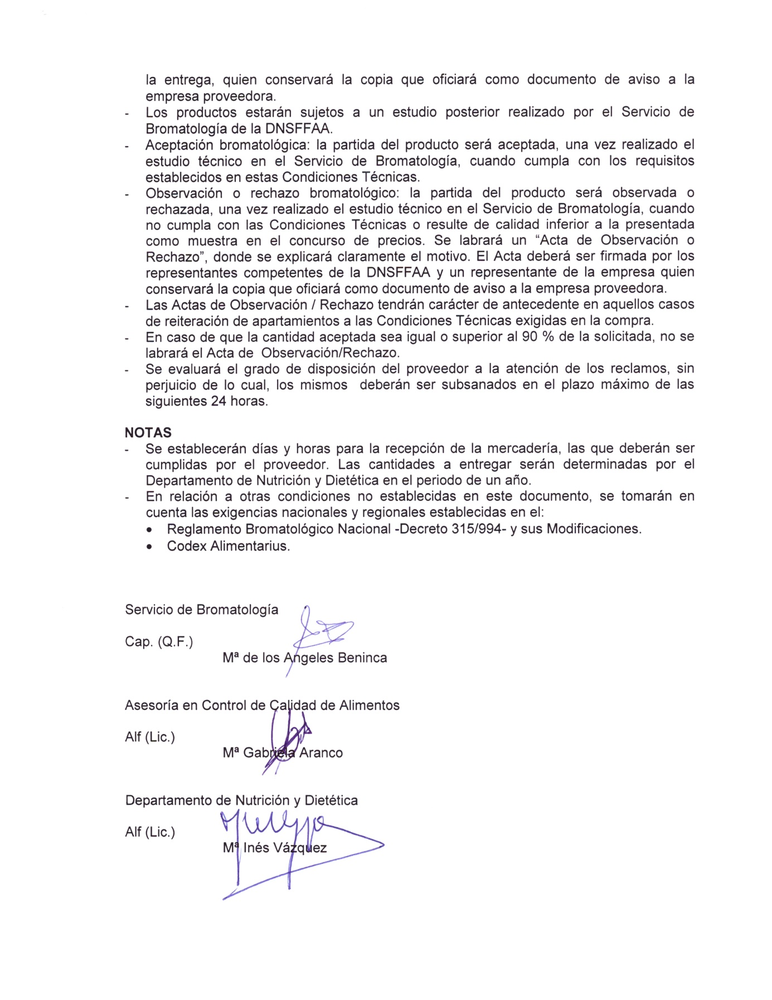 la entrega, quien conservará la copia que oficiará como documento de aviso a la
empresa proveedora.
- Los productos estarán sujetos a un estudio posterior realizado por el Servicio de
Bromatología de la DNSFFAA.
- Aceptación bromatológica: la partida del producto será aceptada, una vez realizado el
estudio técnico en el Servicio de Bromatología, cuando cumpla con los requisitos
establecidos en estas Condiciones Técnicas.
- Observación o rechazo bromatológico: la partida del producto será observada o
rechazada, una vez realizado el estudio técnico en el Servicio de Bromatología, cuando
no cumpla con las Condiciones Técnicas o resulte de calidad inferior a la presentada
como muestra en el concurso de precios. Se labrará un “Acta de Observación o
Rechazo”, donde se explicará claramente el motivo. El Acta deberá ser firmada por los
representantes competentes de la DNSFFAA y un representante de la empresa quien
conservará la copia que oficiará como documento de aviso a la empresa proveedora.
- Las Actas de Observación / Rechazo tendrán carácter de antecedente en aquellos casos
de reiteración de apartamientos a las Condiciones Técnicas exigidas en la compra.
- En caso de que la cantidad aceptada sea igual o superior al 90 % de la solicitada, no se
labrará el Acta de Observación/Rechazo.
- Se evaluará el grado de disposición del proveedor a la atención de los reclamos, sin
perjuicio de lo cual, los mismos deberán ser subsanados en el plazo máximo de las
siguientes 24 horas.
NOTAS
- Se establecerán días y horas para la recepción de la mercadería, las que deberán ser
cumplidas por el proveedor. Las cantidades a entregar serán determinadas por el
Departamento de Nutrición y Dietética en el periodo de un año.
- En relación a otras condiciones no establecidas en este documento, se tomarán en
cuenta las exigencias nacionales y regionales establecidas en el:
• Reglamento Bromatológico Nacional -Decreto 315/994- y sus Modificaciones.
• Codex Alimentarius.
Servicio de Bromatología
Cap. (Q.F.)
Mª de los Angeles Beninca
Asesoría en Control de Calidad de Alimentos
Alf (Lic.)
Mª Gabriela Aranco
Departamento de Nutrición y Dietética
Alf (Lic.)
Mª Inés Vázquez